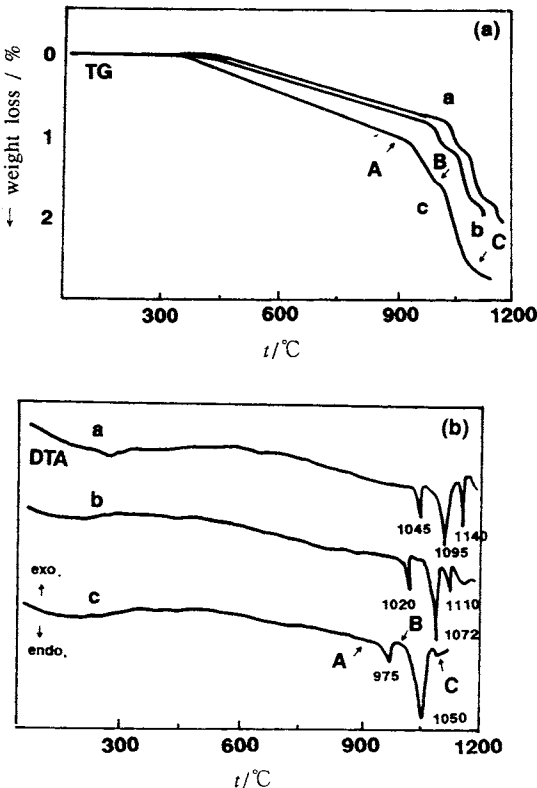 (a)
0
TG
a
1
A
B
2
c
b
C
← weight loss / %
300
600
900
1200
t/℃
(b)
a
DTA
1045
1140
b
1095
exo.
↑
1020
1110
c
B
1072
↓
endo.
A
975
C
1050
300
600
900
1200
t/℃